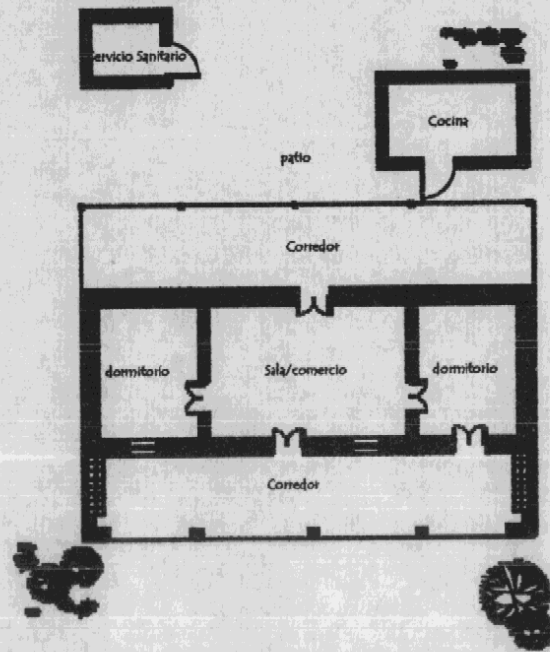 Servicio Sanitario
Cocina
patio
Corredor
dormitorio
Sala/comercio
dormitorio
Corredor